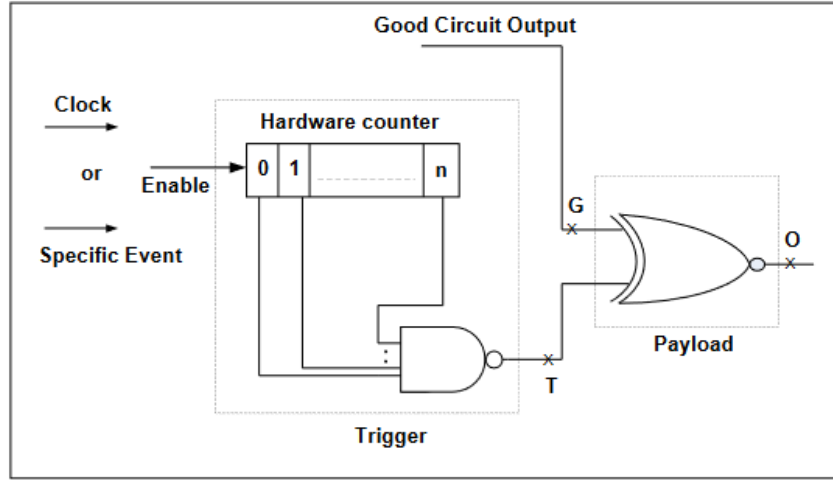 Good Circuit Output
Clock
or
Enable
Specific Event
Hardware counter
0 1 n
G
O
T
Payload
Trigger